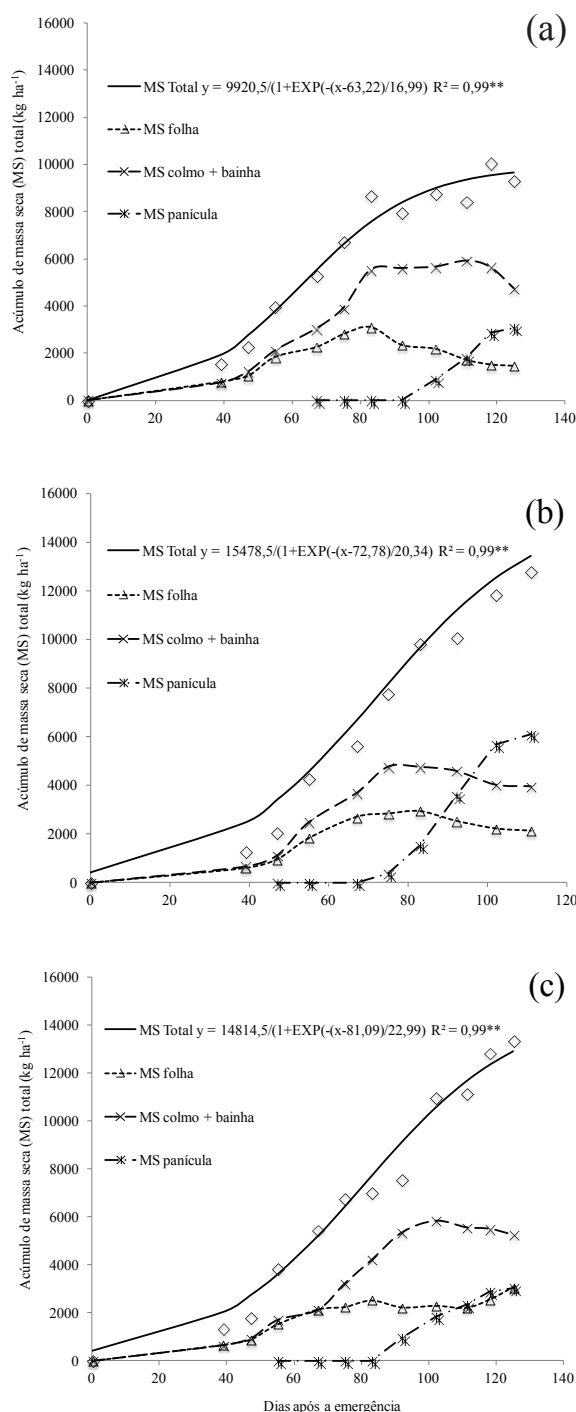 (a)
16000
14000
12000
10000
8000
6000
4000
2000
0
Acúmulo de massa seca (MS) total (kg ha-1)
MS Total y = 9920,5/(1+EXP(-(x-63,22)/16,99) R² = 0,99**
MS folha
MS colmo + bainha
MS panícula
0 20 40 60 80 100 120 140
(b)
16000
14000
12000
10000
8000
6000
4000
2000
0
Acúmulo de massa seca (MS) total (kg ha-1)
MS Total y = 15478,5/(1+EXP(-(x-72,78)/20,34) R² = 0,99**
MS folha
MS colmo + bainha
MS panícula
0 20 40 60 80 100 120
(c)
16000
14000
12000
10000
8000
6000
4000
2000
0
Acúmulo de massa seca (MS) total (kg ha-1)
MS Total y = 14814,5/(1+EXP(-(x-81,09)/22,99) R² = 0,99**
MS folha
MS colmo + bainha
MS panícula
0 20 40 60 80 100 120 140
Dias após a emergência